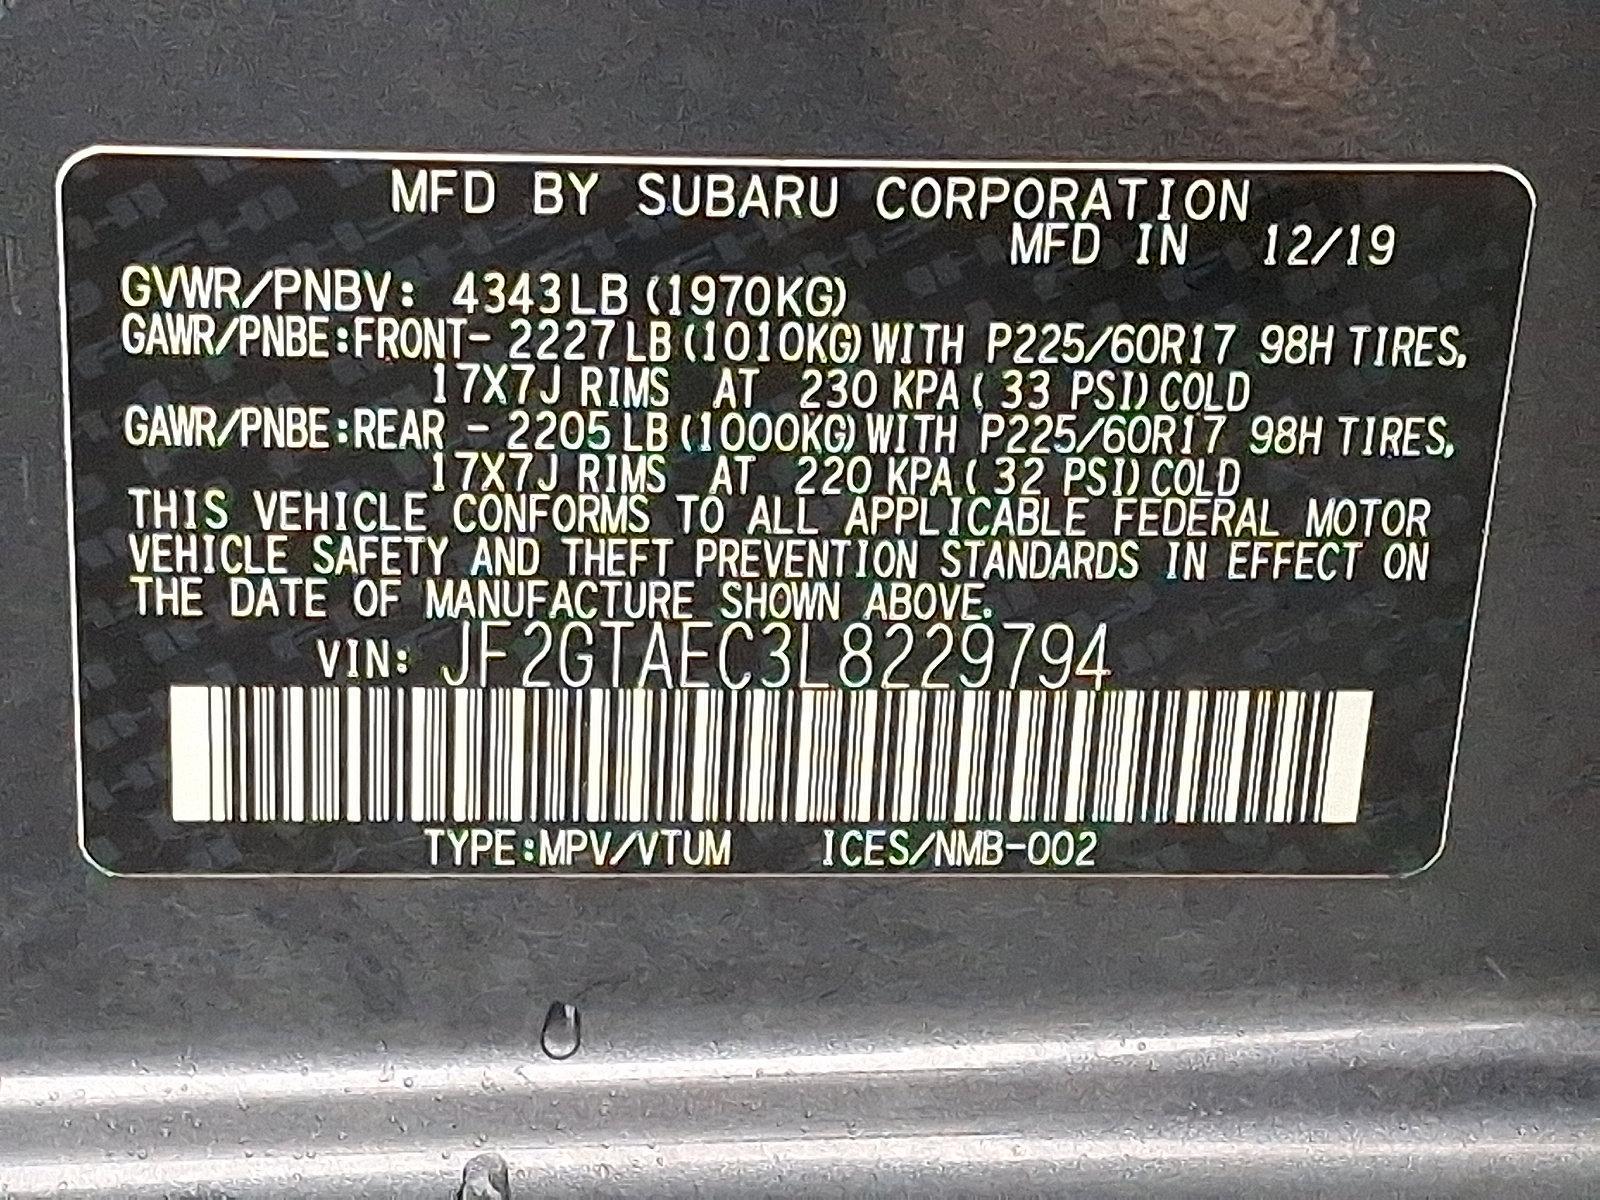 MFD BY SUBARU CORPORATION
MFD IN 12/19
GVWR/PNBV: 4343LB (1970KG)
GAWR/PNBE:FRONT- 2227LB (1010KG) WITH P225/60R17 98H TIRES,
17X7J RIMS AT 230 KPA ( 33 PSI) COLD
GAWR/PNBE:REAR - 2205LB (1000KG) WITH P225/60R17 98H TIRES,
17X7J RIMS AT 220 KPA ( 32 PSI) COLD
THIS VEHICLE CONFORMS TO ALL APPLICABLE FEDERAL MOTOR
VEHICLE SAFETY AND THEFT PREVENTION STANDARDS IN EFFECT ON
THE DATE OF MANUFACTURE SHOWN ABOVE.
VIN: JF2GTAEC3L8229794
TYPE:MPV/VTUM ICES/NMB-002